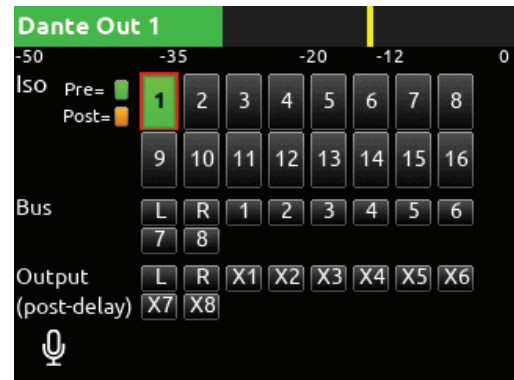 Dante Out 1
-50 -35 -20 -12 0
Iso Pre= 1 2 3 4 5 6 7 8
Post=
9 10 11 12 13 14 15 16
Bus L R 1 2 3 4 5 6
7 8
Output L R X1 X2 X3 X4 X5 X6
(post-delay) X7 X8